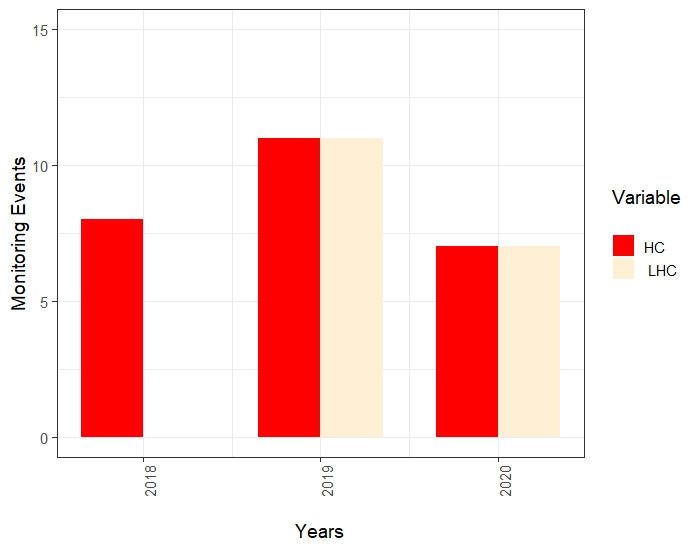 15
10
5
0
Monitoring Events
2018
2019
2020
Years
Variable
HC
LHC